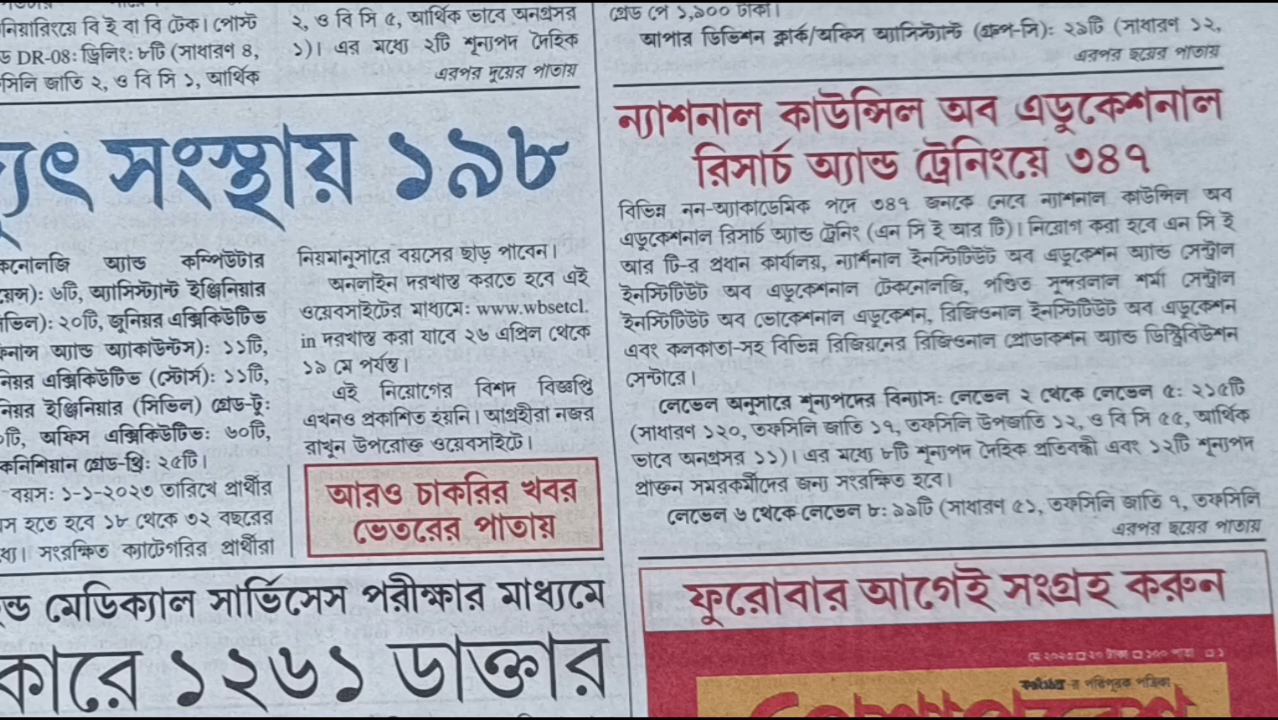 নিয়ারিংয়ে বি ই বা বি টেক। পোস্ট
ড DR-08: ড্রিলিং: ৮টি (সাধারণ ৪,
সিলি জাতি ২, ও বি সি ১, আর্থিক
২, ও বি সি ৫, আর্থিক ভাবে অনগ্রসর
১)। এর মধ্যে ২টি শূন্যপদ দৈহিক
এরপর দুয়ের পাতায়
ৎ সংস্থায় ১৯৮
কনোলজি অ্যান্ড কম্পিউটার
য়েন্স): ৬টি, অ্যাসিস্ট্যান্ট ইঞ্জিনিয়ার
ভিল): ২০টি, জুনিয়র এক্সিকিউটিভ
নান্স অ্যান্ড অ্যাকাউন্টস): ১১টি,
নিয়র এক্সিকিউটিভ (স্টোর্স): ১১টি,
নিয়র ইঞ্জিনিয়ার (সিভিল) গ্রেড-টু:
০টি, অফিস এক্সিকিউটিভ: ৬০টি,
কনিশিয়ান গ্রেড-থ্রি: ২৫টি।
বয়স: ১-১-২০২৩ তারিখে প্রার্থীর
স হতে হবে ১৮ থেকে ৩২ বছরের
ধ্যে। সংরক্ষিত ক্যাটেগরির প্রার্থীরা
নিয়মানুসারে বয়সের ছাড় পাবেন।
অনলাইন দরখাস্ত করতে হবে এই
ওয়েবসাইটের মাধ্যমে: www.wbsetcl.
in দরখাস্ত করা যাবে ২৬ এপ্রিল থেকে
১৯ মে পর্যন্ত।
এই নিয়োগের বিশদ বিজ্ঞপ্তি
এখনও প্রকাশিত হয়নি। আগ্রহীরা নজর
রাখুন উপরোক্ত ওয়েবসাইটে।
আরও চাকরির খবর
ভেতরের পাতায়
ন্ড মেডিক্যাল সার্ভিসেস পরীক্ষার মাধ্যমে
কারে ১২৬১ ডাক্তার
গ্রেড পে ১,৯০০ টাকা।
আপার ডিভিশন ক্লার্ক/অফিস অ্যাসিস্ট্যান্ট (গ্রুপ-সি): ২৯টি (সাধারণ ১২,
এরপর ছয়ের পাতায়
ন্যাশনাল কাউন্সিল অব এডুকেশনাল
রিসার্চ অ্যান্ড ট্রেনিংয়ে ৩৪৭
বিভিন্ন নন-অ্যাকাডেমিক পদে ৩৪৭ জনকে নেবে ন্যাশনাল কাউন্সিল অব
এডুকেশনাল রিসার্চ অ্যান্ড ট্রেনিং (এন সি ই আর টি)। নিয়োগ করা হবে এন সি ই
আর টি-র প্রধান কার্যালয়, ন্যাশনাল ইনস্টিটিউট অব এডুকেশন অ্যান্ড সেন্ট্রাল
ইনস্টিটিউট অব এডুকেশনাল টেকনোলজি, পণ্ডিত সুন্দরলাল শর্মা সেন্ট্রাল
ইনস্টিটিউট অব ভোকেশনাল এডুকেশন, রিজিওনাল ইনস্টিটিউট অব এডুকেশন
এবং কলকাতা-সহ বিভিন্ন রিজিয়নের রিজিওনাল প্রোডাকশন অ্যান্ড ডিস্ট্রিবিউশন
সেন্টারে।
লেভেল অনুসারে শূন্যপদের বিন্যাস: লেভেল ২ থেকে লেভেল ৫: ২১৫টি
(সাধারণ ১২০, তফসিলি জাতি ১৭, তফসিলি উপজাতি ১২, ও বি সি ৫৫, আর্থিক
ভাবে অনগ্রসর ১১)। এর মধ্যে ৮টি শূন্যপদ দৈহিক প্রতিবন্ধী এবং ১২টি শূন্যপদ
প্রাক্তন সমরকর্মীদের জন্য সংরক্ষিত হবে।
লেভেল ৬ থেকে লেভেল ৮: ৯৯টি (সাধারণ ৫১, তফসিলি জাতি ৭, তফসিলি
এরপর ছয়ের পাতায়
ফুরোবার আগেই সংগ্রহ করুন
মে ২০২৩ ২০ টাকা ১০০ পাতা
র পরিপূরক পত্রিকা